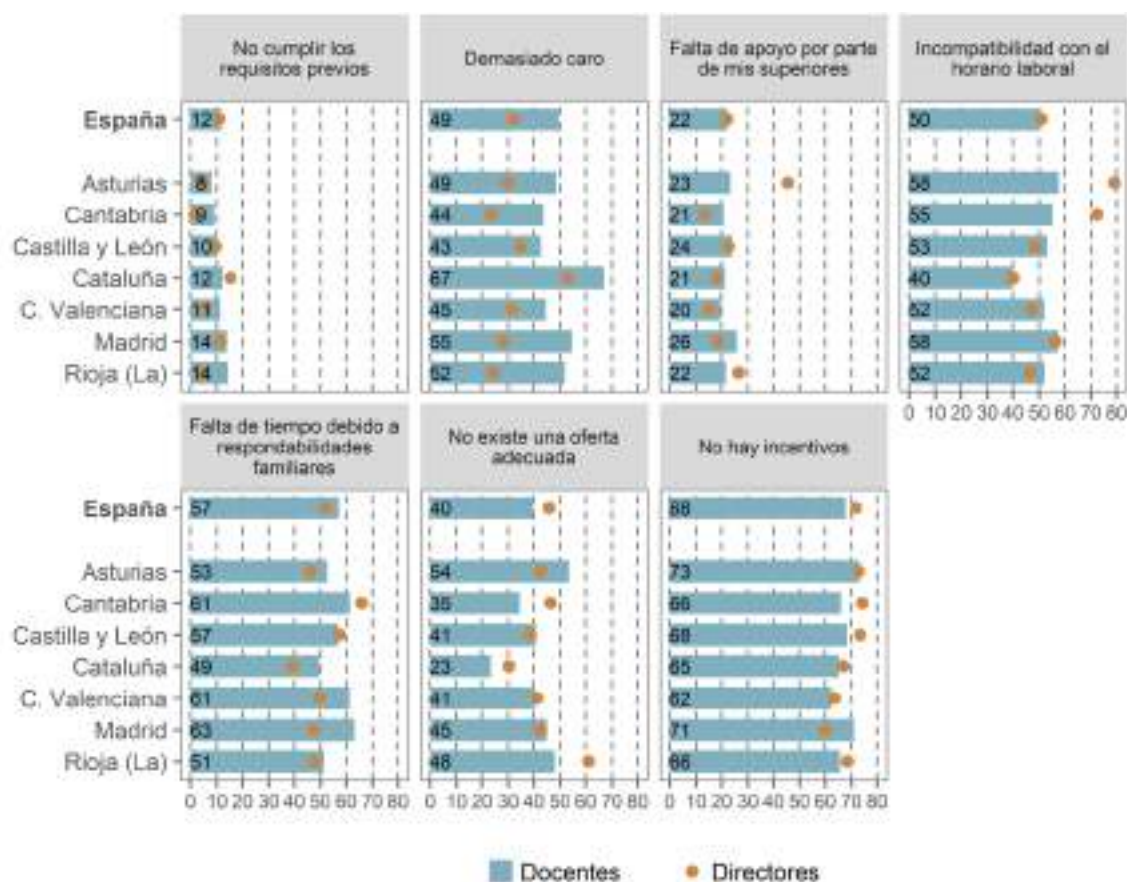 No cumplir los
requisitos previos
Demasiado caro
Falta de apoyo por parte
de mis superiores
Incompatibilidad con el
horario laboral
España 12 49 22 50
Asturias 8 49 23 58
Cantabria 9 44 21 55
Castilla y León 10 43 24 53
Cataluña 12 67 21 40
C. Valenciana 11 45 20 52
Madrid 14 55 26 58
Rioja (La) 14 52 22 52
0 10 20 30 40 50 60 70 80
Falta de tiempo debido a
respondabilidades
familiares
No existe una oferta
adecuada
No hay incentivos
España 57 40 68
Asturias 53 54 73
Cantabria 61 35 66
Castilla y León 57 41 68
Cataluña 49 23 65
C. Valenciana 61 41 62
Madrid 63 45 71
Rioja (La) 51 48 66
0 10 20 30 40 50 60 70 80 0 10 20 30 40 50 60 70 80 0 10 20 30 40 50 60 70 80
Docentes Directores